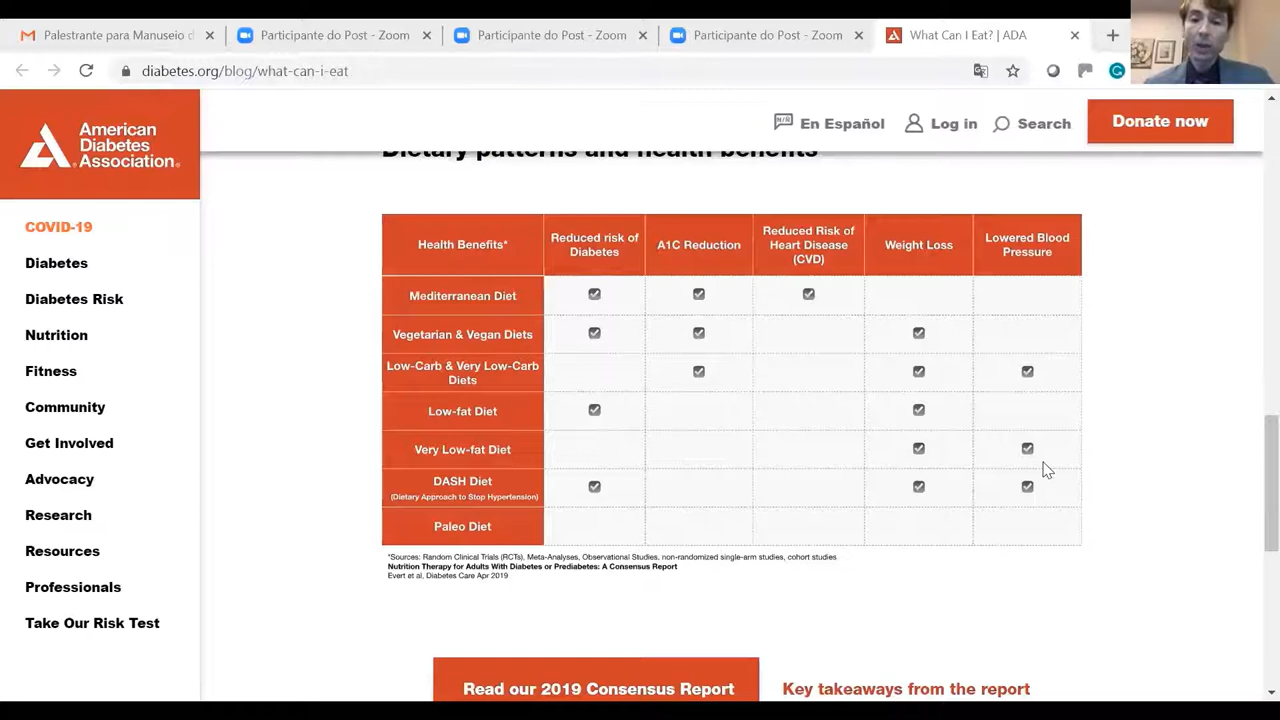 Palestrante para Manuseio
Participante do Post - Zoom
Participante do Post - Zoom
Participante do Post - Zoom
What Can I Eat? | ADA
diabetes.org/blog/what-can-i-eat
American
Diabetes
Association®
En Español
Log in
Search
Donate now
COVID-19
Diabetes
Diabetes Risk
Nutrition
Fitness
Community
Get Involved
Advocacy
Research
Resources
Professionals
Take Our Risk Test
Dietary patterns and health benefits
Health Benefits*
Reduced risk of
Diabetes
A1C Reduction
Reduced Risk of
Heart Disease
(CVD)
Weight Loss
Lowered Blood
Pressure
Mediterranean Diet
Vegetarian & Vegan Diets
Low-Carb & Very Low-Carb
Diets
Low-fat Diet
Very Low-fat Diet
DASH Diet
(Dietary Approach to Stop Hypertension)
Paleo Diet
*Sources: Random Clinical Trials (RCTs), Meta-Analyses, Observational Studies, non-randomized single-arm studies, cohort studies
Nutrition Therapy for Adults With Diabetes or Prediabetes: A Consensus Report
Evert et al, Diabetes Care Apr 2019
Read our 2019 Consensus Report
Key takeaways from the report